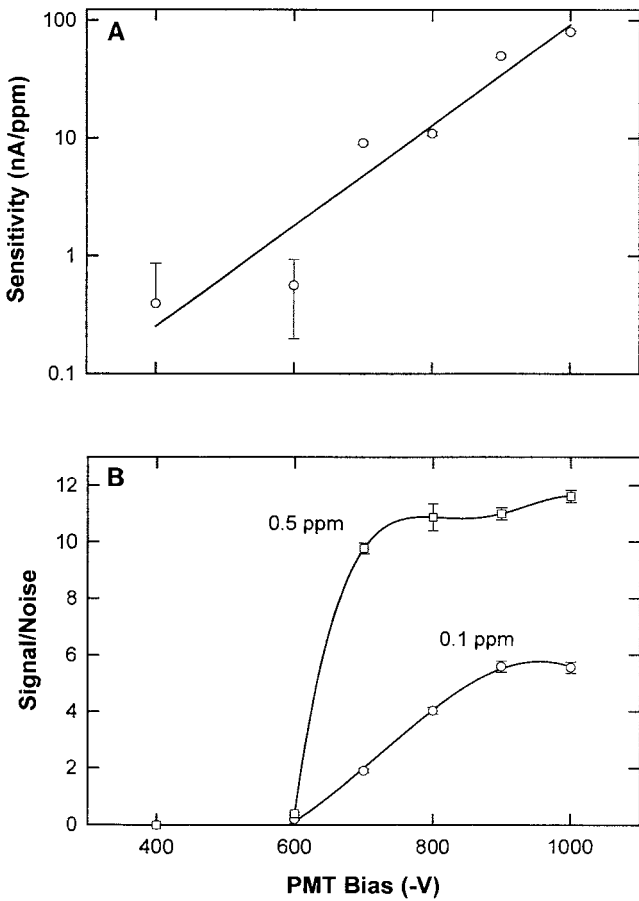 A
100
10
1
0.1
Sensitivity (nA/ppm)
B
12
10
8
6
4
2
0
Signal/Noise
0.5 ppm
0.1 ppm
400 600 800 1000
PMT Bias (-V)